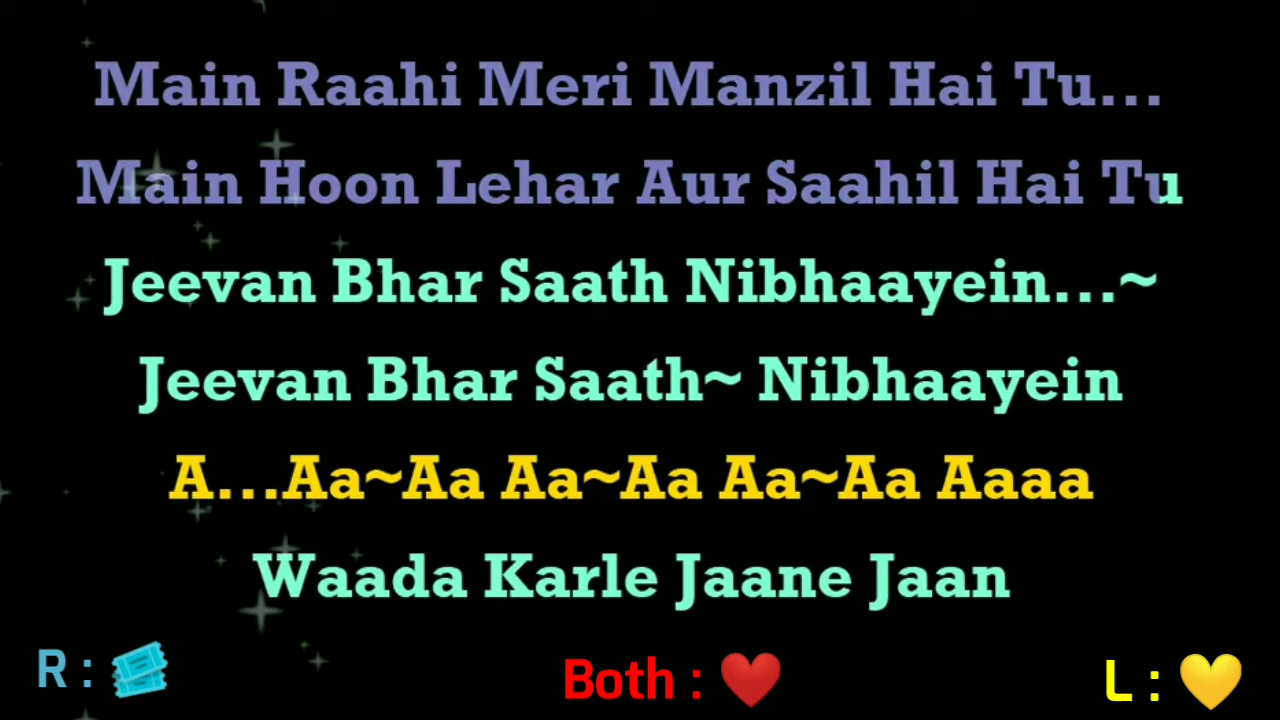 Main Raahi Meri Manzil Hai Tu...
Main Hoon Lehar Aur Saahil Hai Tu
Jeevan Bhar Saath Nibhaayein...~
Jeevan Bhar Saath~ Nibhaayein
A...Aa~Aa Aa~Aa Aa~Aa Aaaa
Waada Karle Jaane Jaan
R : 🎟️ Both : ❤️ L : 💛